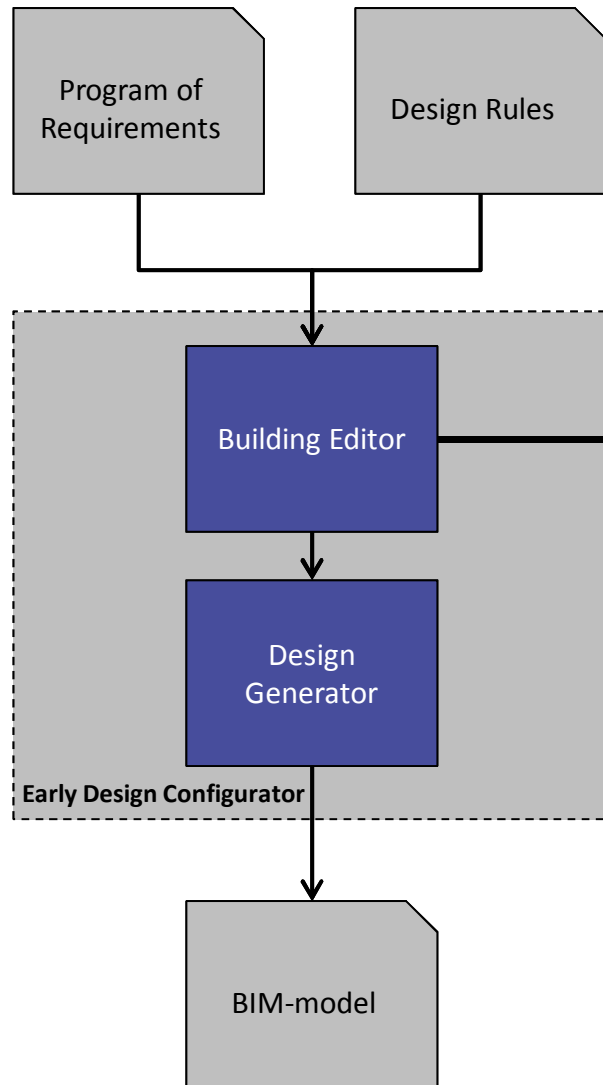 Program of
Requirements
Design Rules
Building Editor
Design
Generator
Early Design Configurator
BIM-model